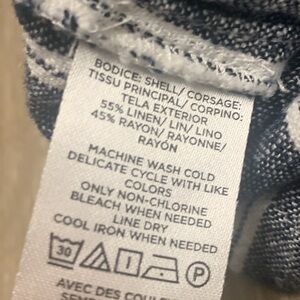 BODICE: SHELL/ CORSAGE:
TISSU PRINCIPAL/ CORPINO:
TELA EXTERIOR
55% LINEN/ LIN/ LINO
45% RAYON/ RAYONNE/
RAYÓN
MACHINE WASH COLD
DELICATE CYCLE WITH LIKE
COLORS
ONLY NON-CHLORINE
BLEACH WHEN NEEDED
LINE DRY
COOL IRON WHEN NEEDED
30 P
AVEC DES